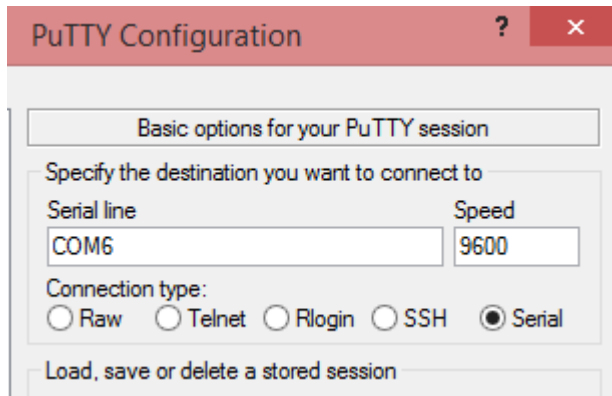 PuTTY Configuration ? ×
Basic options for your PuTTY session
Specify the destination you want to connect to
Serial line Speed
COM6 9600
Connection type:
Raw Telnet Rlogin SSH Serial
Load, save or delete a stored session